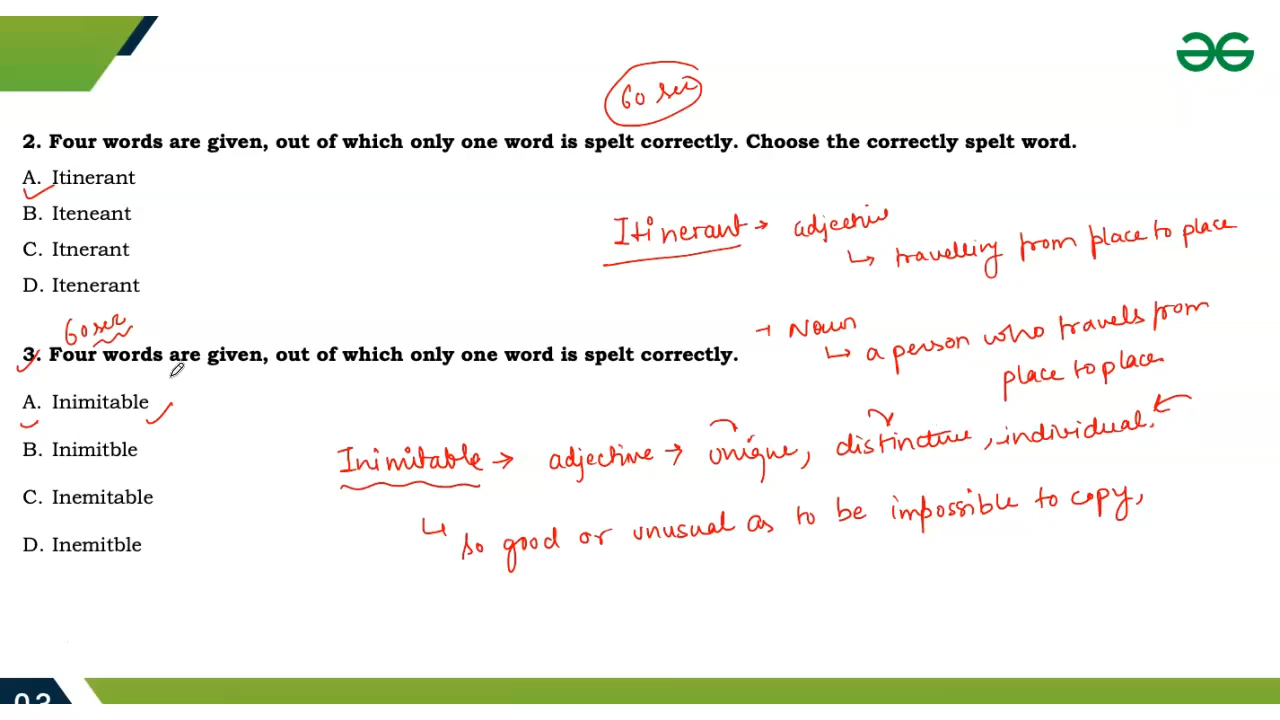 60 sec
2. Four words are given, out of which only one word is spelt correctly. Choose the correctly spelt word.
A. Itinerant
B. Iteneant
C. Itnerant
D. Itenerant
Itinerant → adjective
↳ travelling from place to place
→ Noun
↳ a person who travels from
place to place
60 sec
3. Four words are given, out of which only one word is spelt correctly.
A. Inimitable
B. Inimitble
C. Inemitable
D. Inemitble
Inimitable → adjective → unique, distinctive, individual.
↳ so good or unusual as to be impossible to copy,